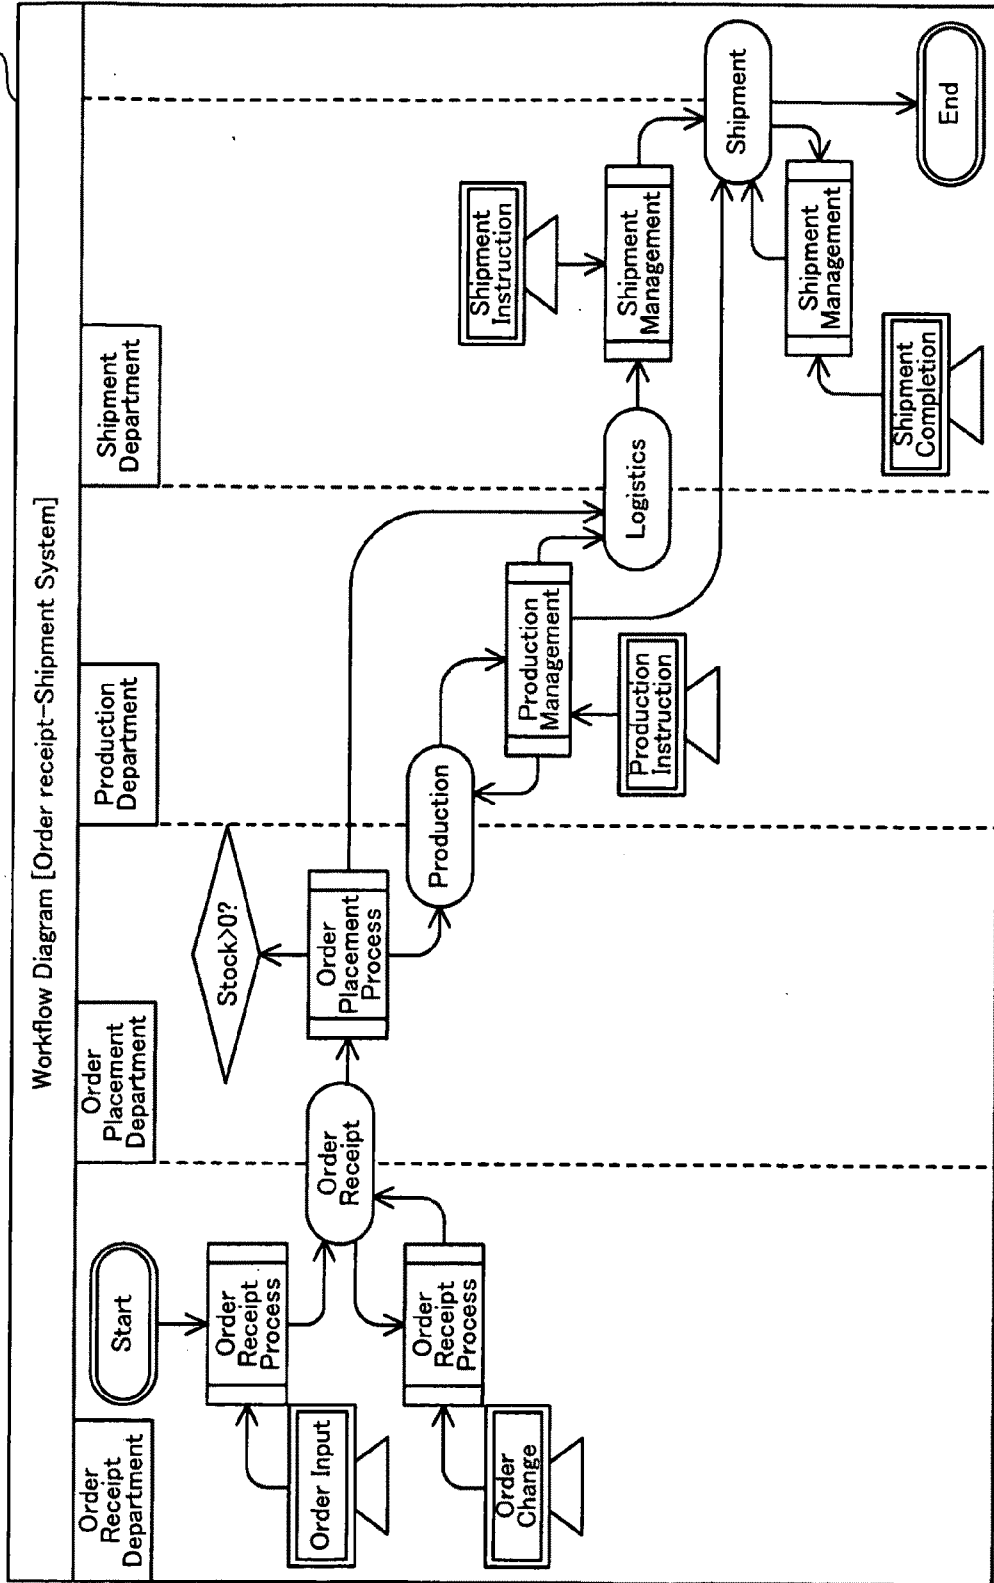 Workflow Diagram [Order receipt-Shipment System]
Order
Receipt
Department
Order
Placement
Department
Production
Department
Shipment
Department
Start
Order
Receipt
Process
Order Input
Order
Receipt
Order
Receipt
Process
Order
Change
Stock>0?
Order
Placement
Process
Production
Production
Management
Production
Instruction
Logistics
Shipment
Instruction
Shipment
Management
Shipment
Shipment
Management
Shipment
Completion
End